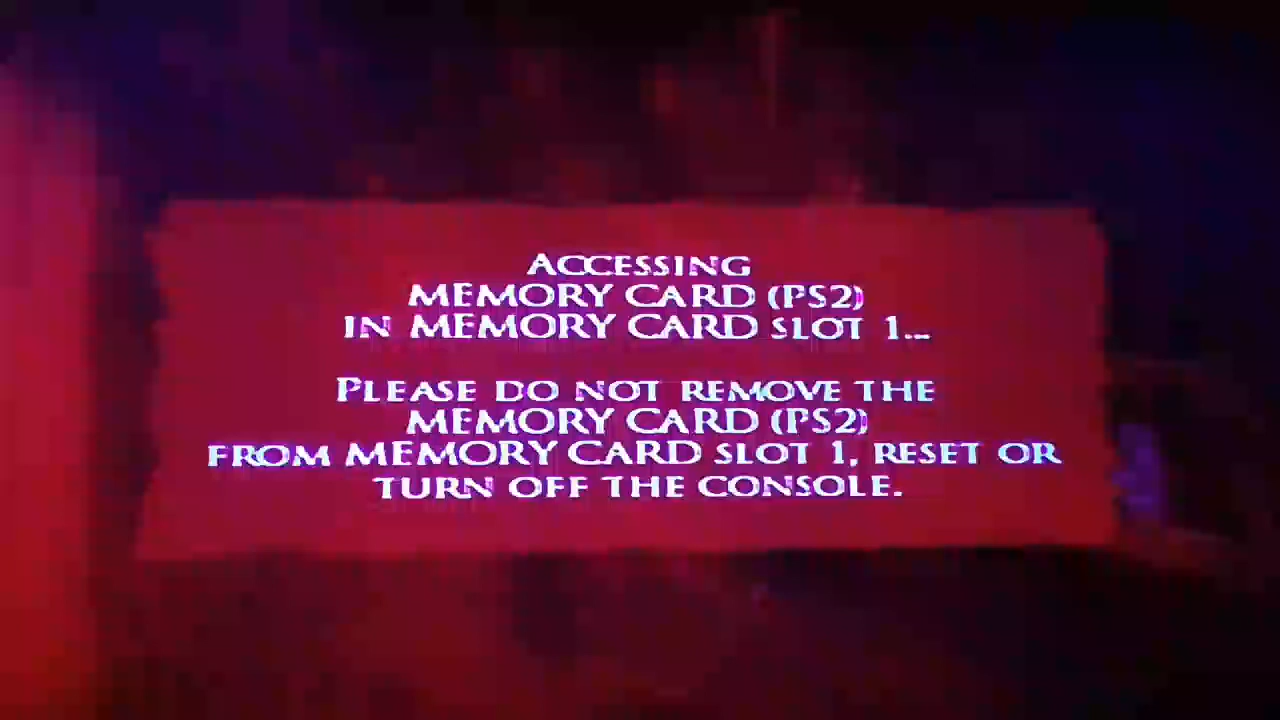 ACCESSING
MEMORY CARD (PS2)
IN MEMORY CARD SLOT 1...
PLEASE DO NOT REMOVE THE
MEMORY CARD (PS2)
FROM MEMORY CARD SLOT 1, RESET OR
TURN OFF THE CONSOLE.